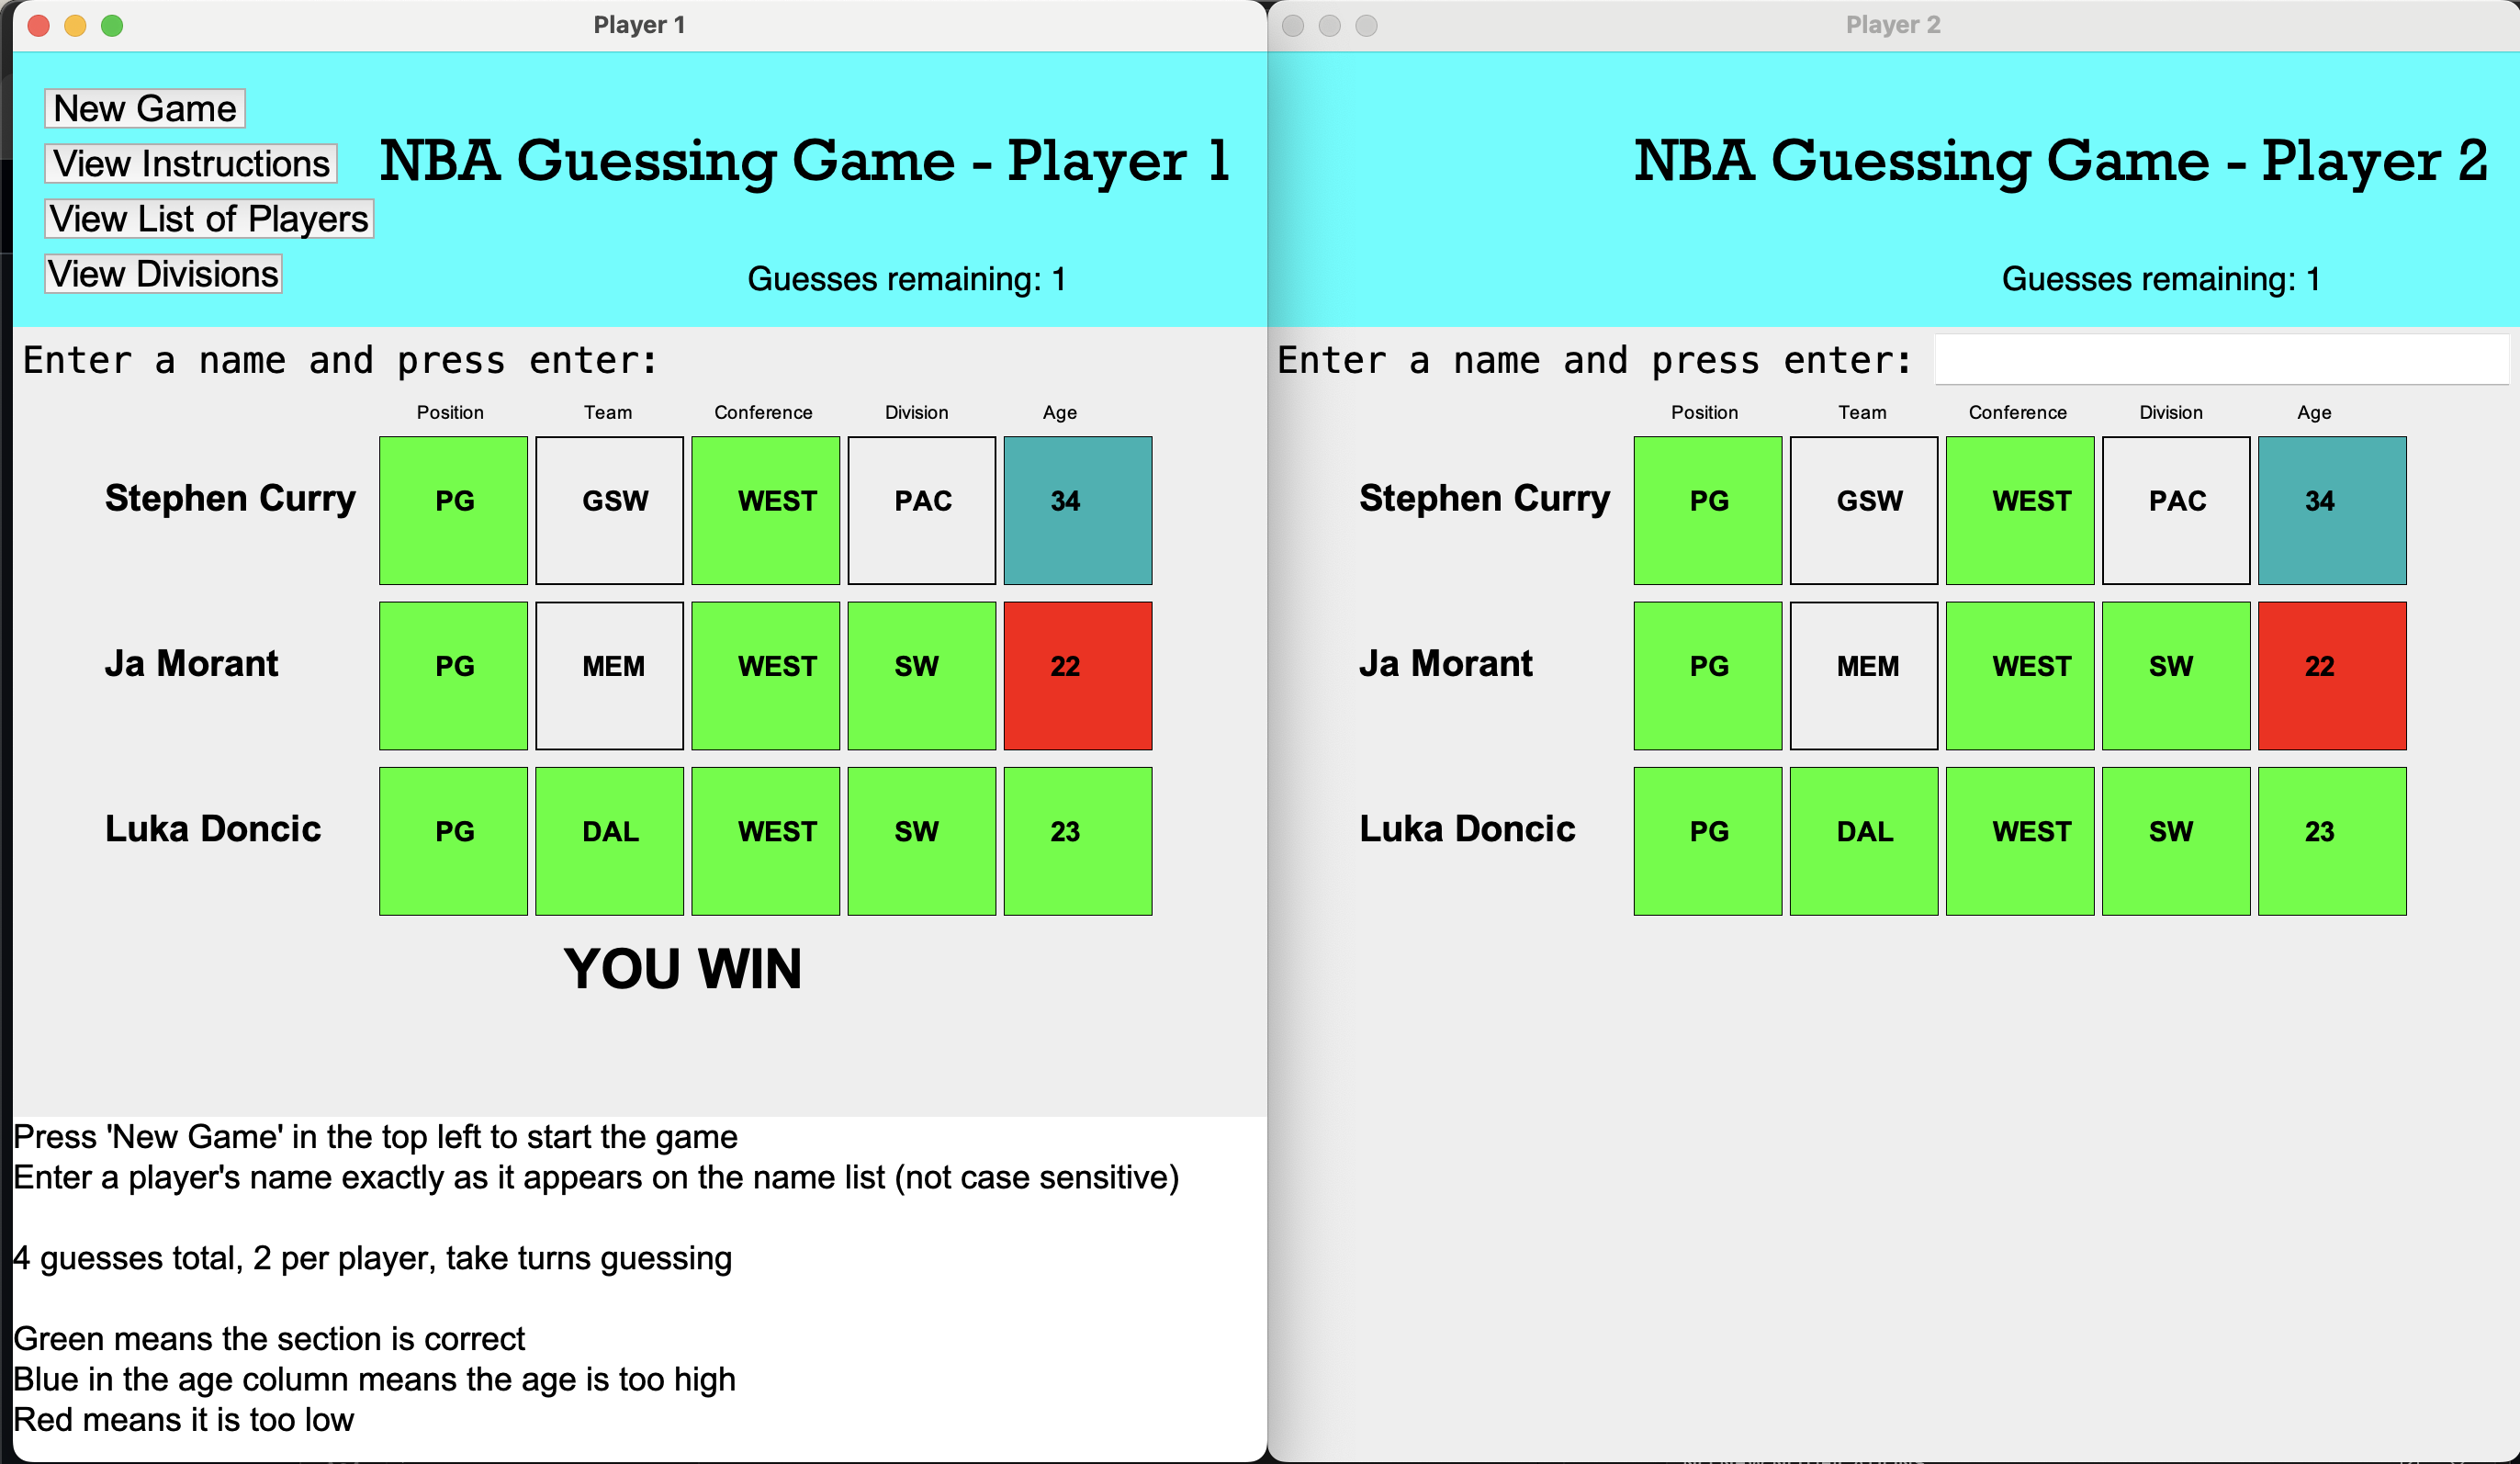 Player 1
New Game
View Instructions
View List of Players
View Divisions
NBA Guessing Game - Player 1
Guesses remaining: 1
Enter a name and press enter:
Position Team Conference Division Age
Stephen Curry PG GSW WEST PAC 34
Ja Morant PG MEM WEST SW 22
Luka Doncic PG DAL WEST SW 23
YOU WIN
Press 'New Game' in the top left to start the game
Enter a player's name exactly as it appears on the name list (not case sensitive)
4 guesses total, 2 per player, take turns guessing
Green means the section is correct
Blue in the age column means the age is too high
Red means it is too low
Player 2
NBA Guessing Game - Player 2
Guesses remaining: 1
Enter a name and press enter:
Position Team Conference Division Age
Stephen Curry PG GSW WEST PAC 34
Ja Morant PG MEM WEST SW 22
Luka Doncic PG DAL WEST SW 23